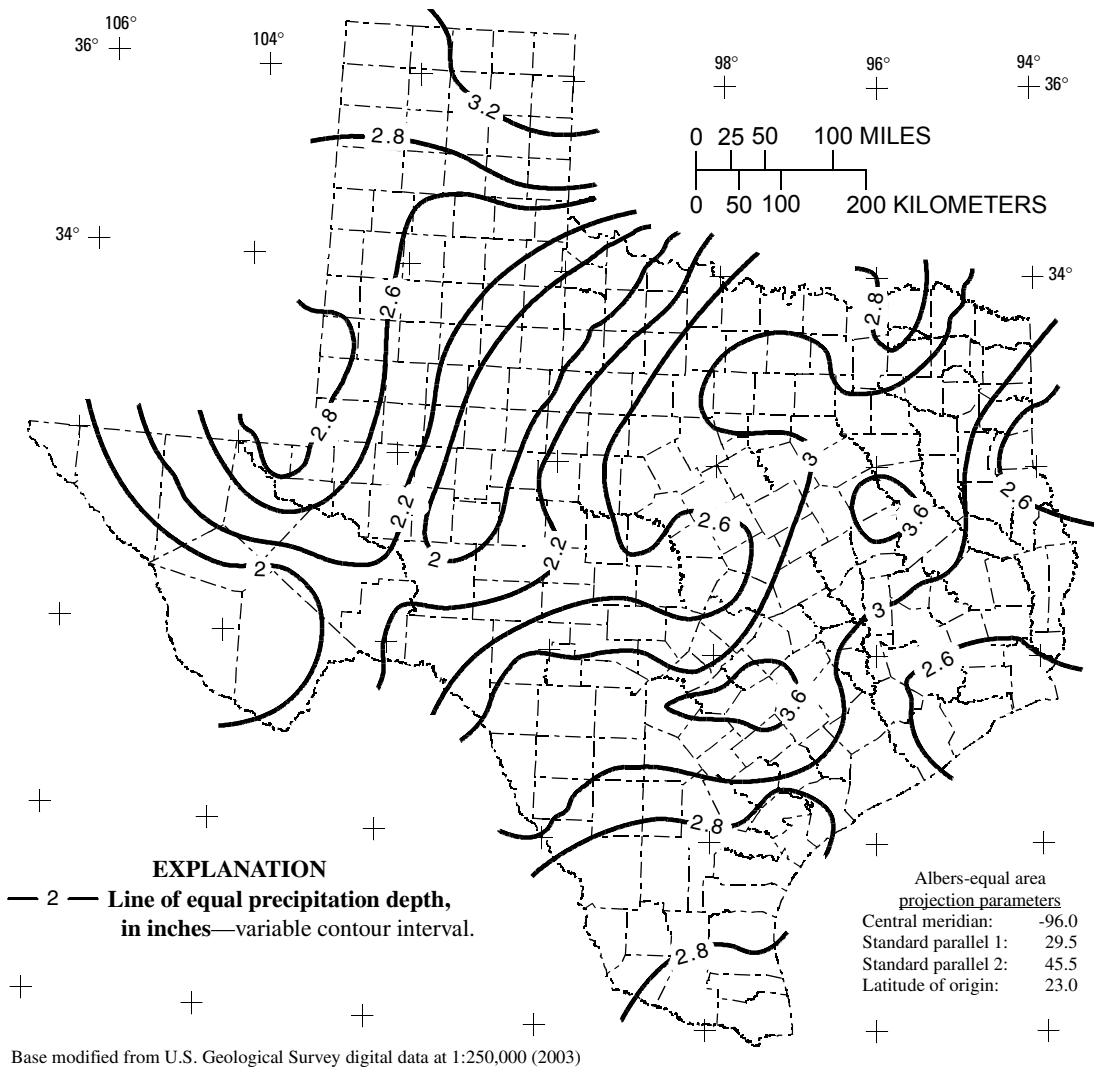 106°
36°
104°
98°
96°
94°
36°
3.2
2.8
0 25 50 100 MILES
0 50 100 200 KILOMETERS
34°
34°
2.6
2.8
2.8
3
2.6
2.2
3.6
2.6
2
2.2
2
3
2.6
3.6
2.8
EXPLANATION
2 Line of equal precipitation depth,
in inches—variable contour interval.
Albers-equal area
projection parameters
Central meridian: -96.0
Standard parallel 1: 29.5
Standard parallel 2: 45.5
Latitude of origin: 23.0
2.8
Base modified from U.S. Geological Survey digital data at 1:250,000 (2003)